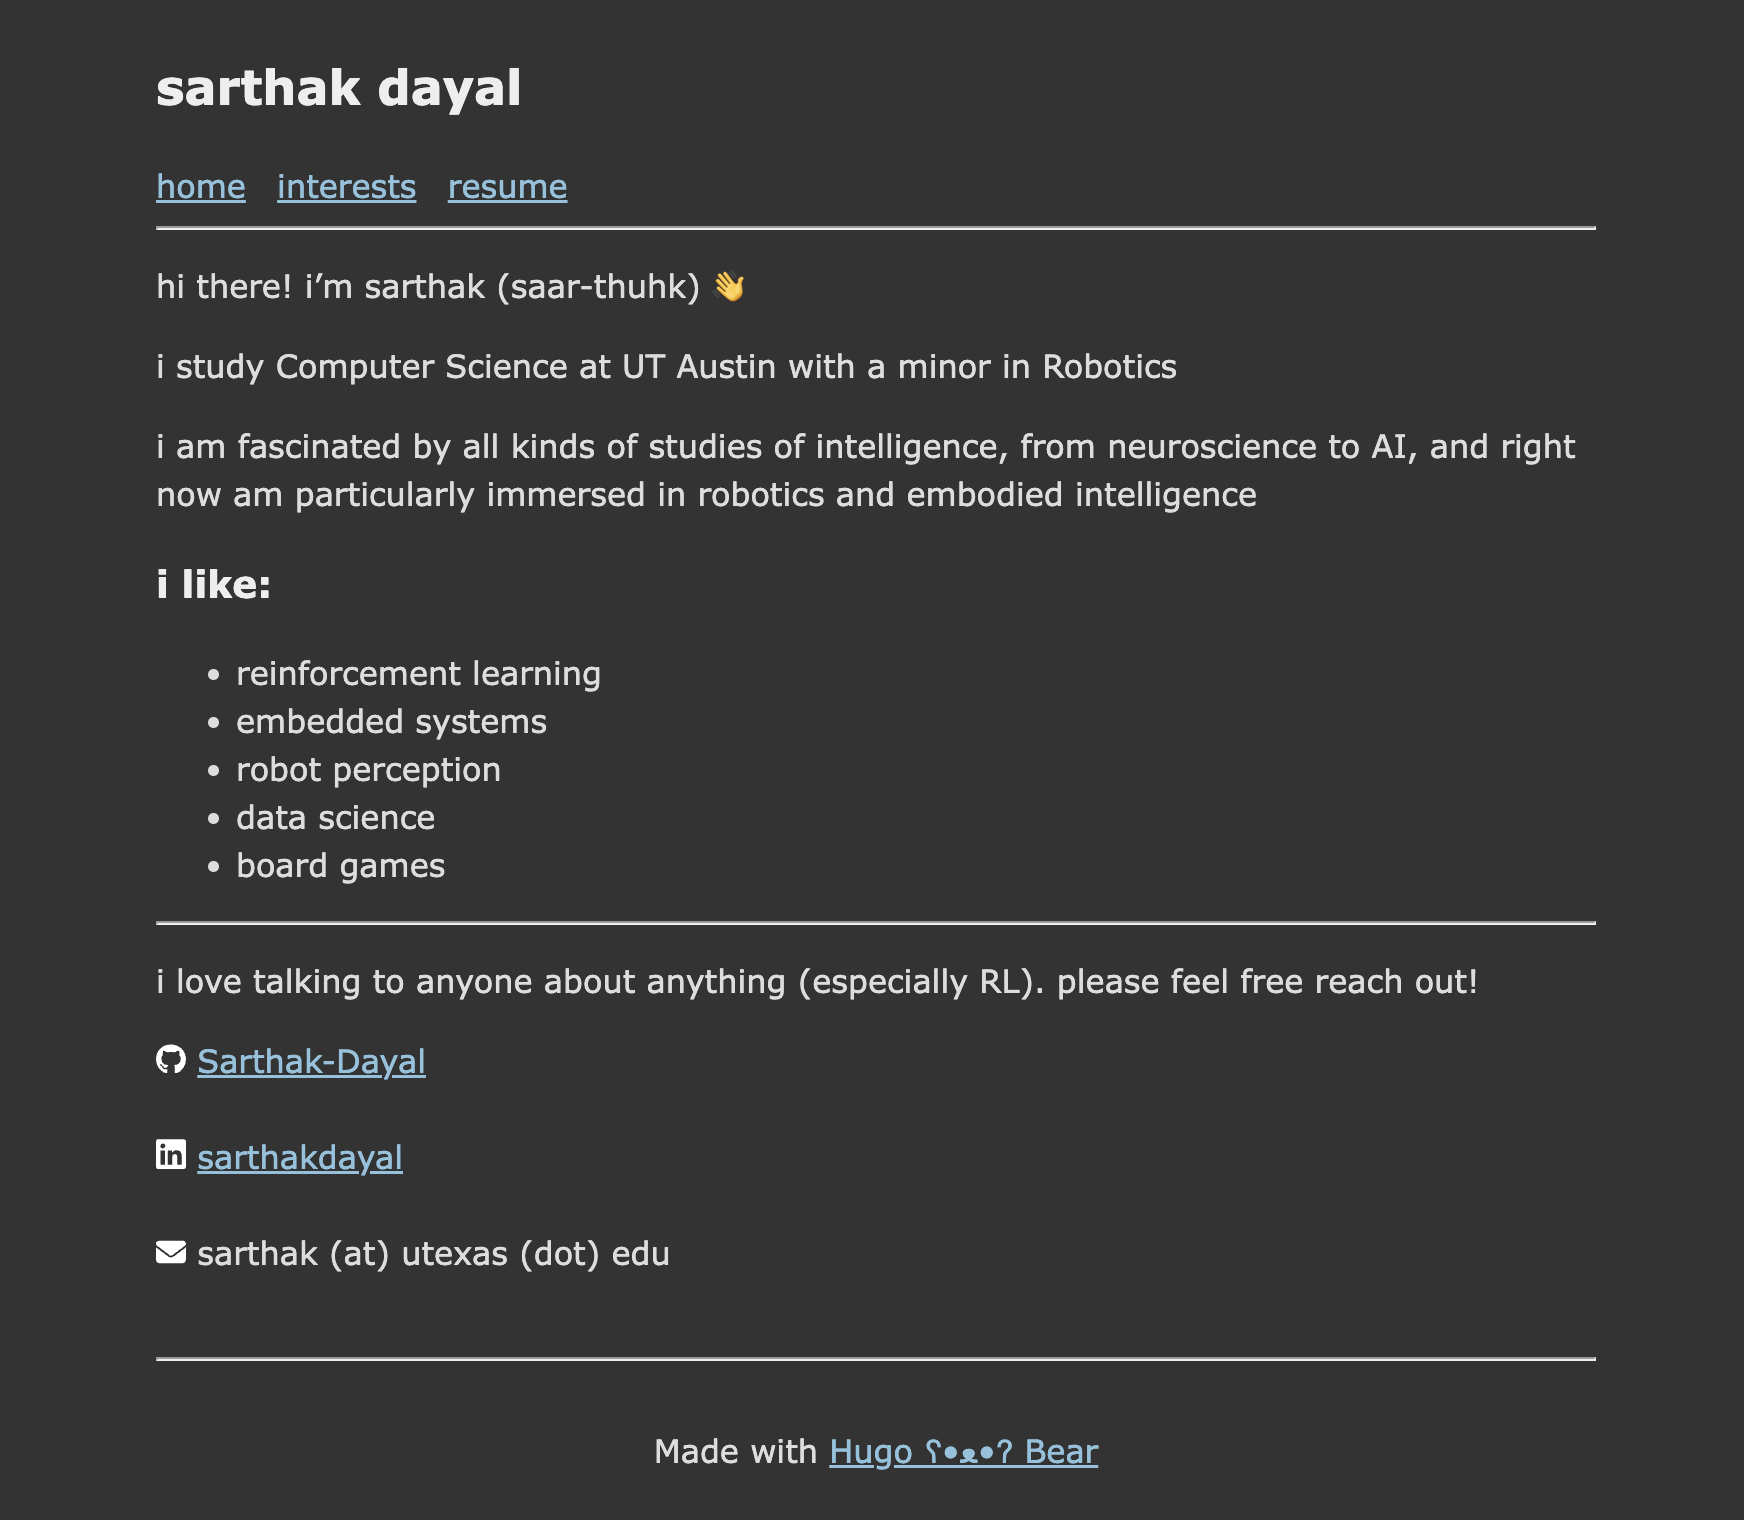 sarthak dayal
home interests resume
hi there! i’m sarthak (saar-thuhk) 👋
i study Computer Science at UT Austin with a minor in Robotics
i am fascinated by all kinds of studies of intelligence, from neuroscience to AI, and right
now am particularly immersed in robotics and embodied intelligence
i like:
• reinforcement learning
• embedded systems
• robot perception
• data science
• board games
i love talking to anyone about anything (especially RL). please feel free reach out!
Sarthak-Dayal
sarthakdayal
sarthak (at) utexas (dot) edu
Made with Hugo ʕ•ᴥ•ʔ Bear